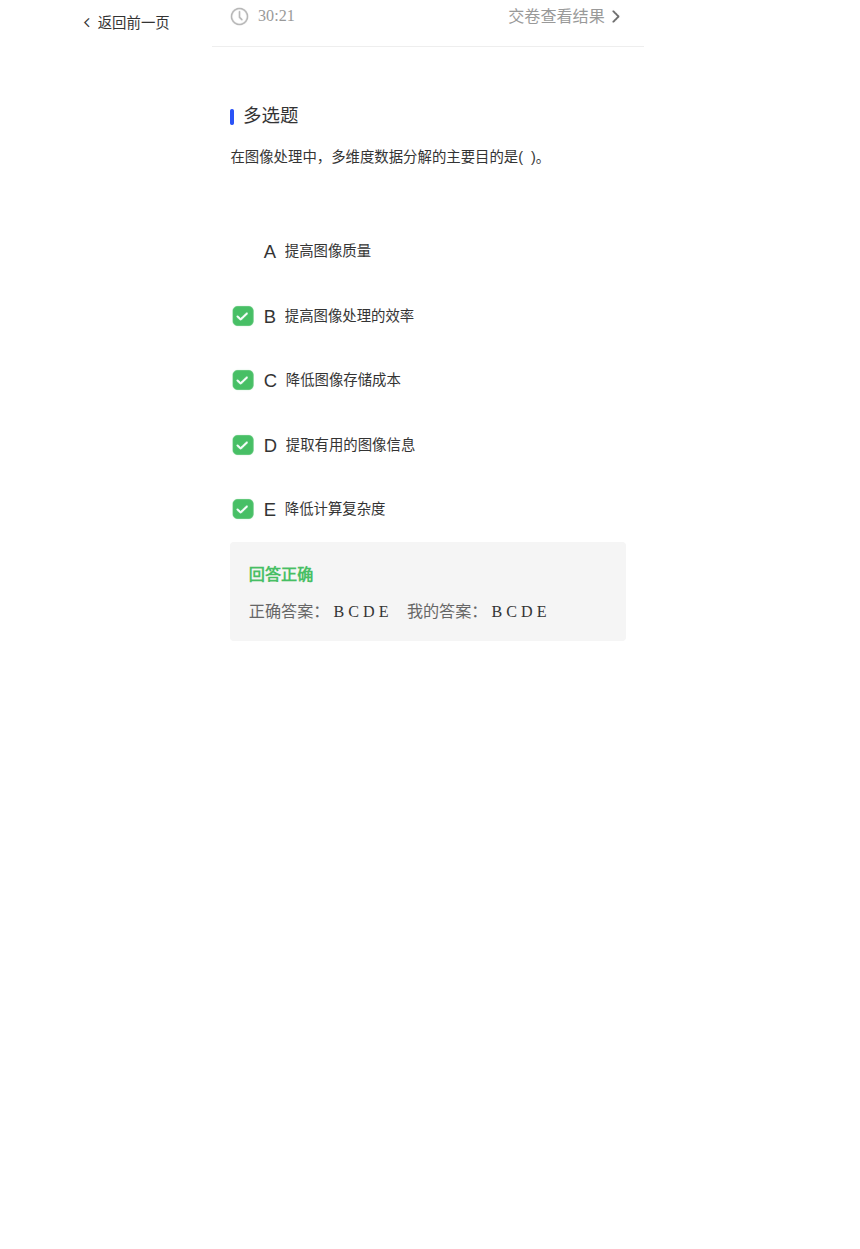 返回前一页
30:21 交卷查看结果
多选题
在图像处理中，多维度数据分解的主要目的是( )。
A 提高图像质量
B 提高图像处理的效率
C 降低图像存储成本
D 提取有用的图像信息
E 降低计算复杂度
回答正确
正确答案： B C D E 我的答案： B C D E